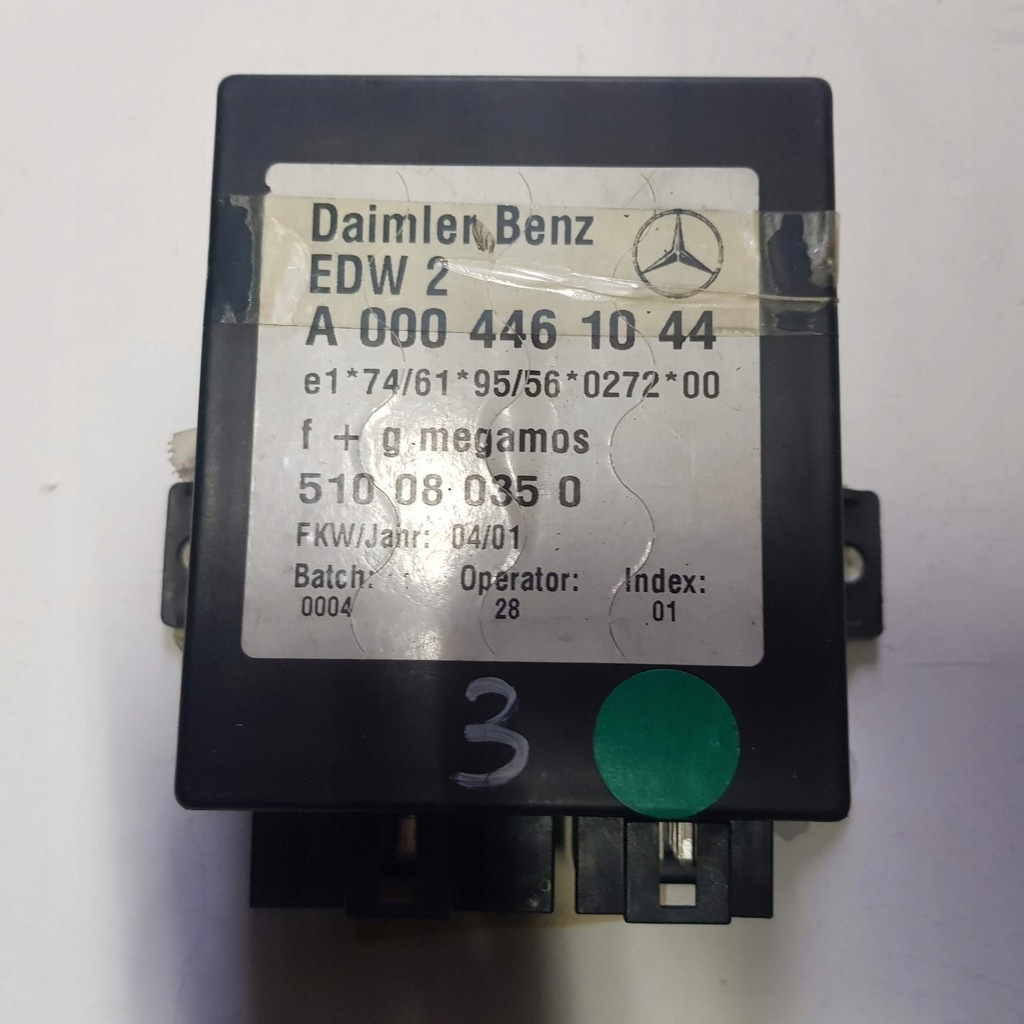 Daimler Benz
EDW 2
A 000 446 10 44
e1*74/61*95/56*0272*00
f + g megamos
510 08 035 0
FKW/Jahr: 04/01
Batch: Operator: Index:
0004 28 01
3